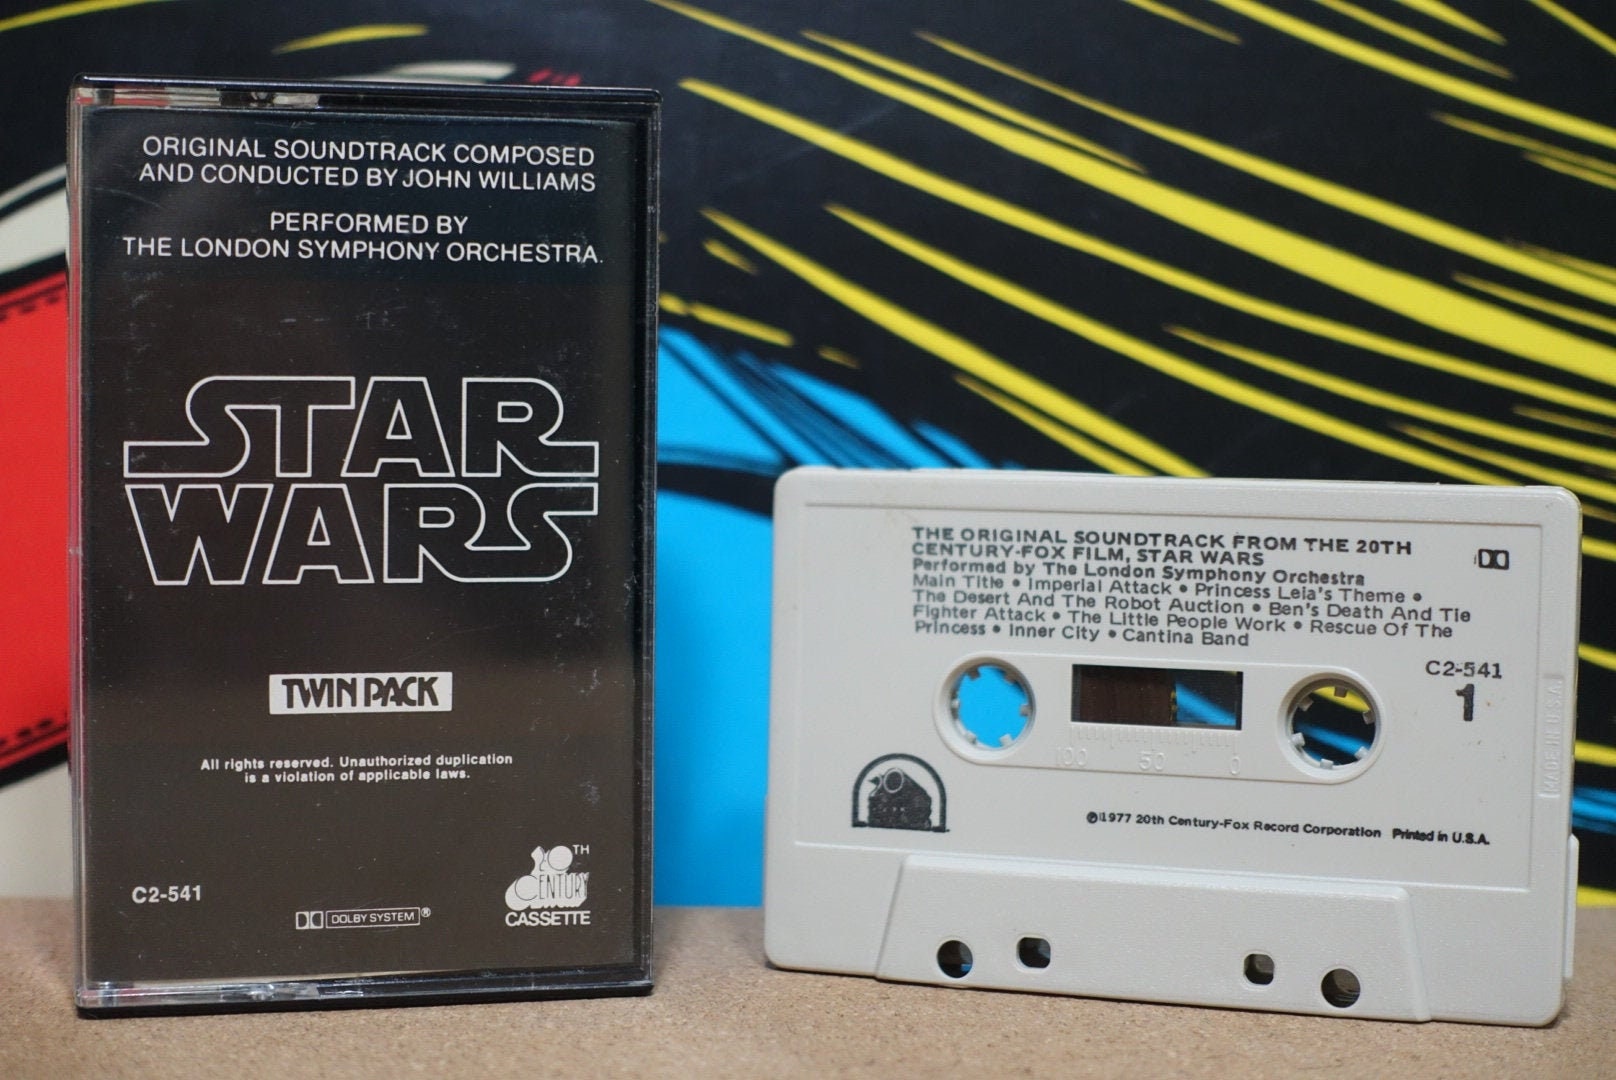 ORIGINAL SOUNDTRACK COMPOSED
AND CONDUCTED BY JOHN WILLIAMS
PERFORMED BY
THE LONDON SYMPHONY ORCHESTRA.
STAR
WARS
TWIN PACK
All rights reserved. Unauthorized duplication
is a violation of applicable laws.
C2-541
DOLBY SYSTEM®
20TH
CENTURY
CASSETTE
THE ORIGINAL SOUNDTRACK FROM THE 20TH
CENTURY-FOX FILM, STAR WARS
Performed by The London Symphony Orchestra
Main Title • Imperial Attack • Princess Leia's Theme •
The Desert And The Robot Auction • Ben's Death And Tie
Fighter Attack • The Little People Work • Rescue Of The
Princess • Inner City • Cantina Band
C2-541
1
100 50 0
MADE IN U.S.A.
20
℗1977 20th Century-Fox Record Corporation Printed in U.S.A.